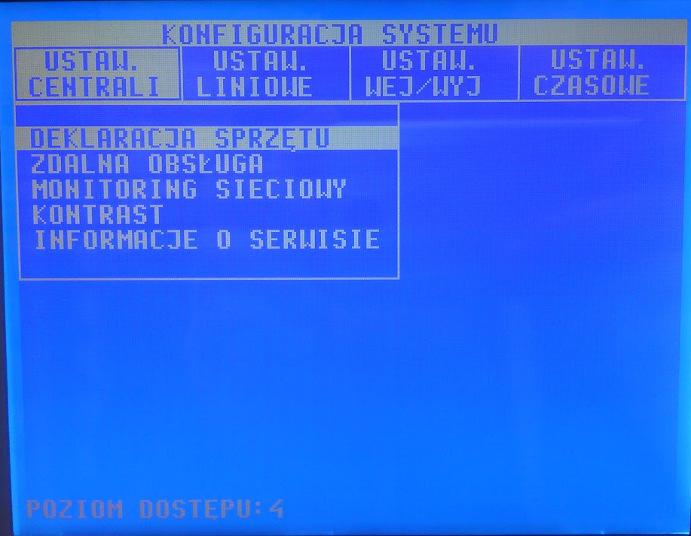 KONFIGURACJA SYSTEMU
USTAW. USTAW. USTAW. USTAW.
CENTRALI LINIOWE WEJ/WYJ CZASOWE
DEKLARACJA SPRZĘTU
ZDALNA OBSŁUGA
MONITORING SIECIOWY
KONTRAST
INFORMACJE O SERWISIE
POZIOM DOSTĘPU:4